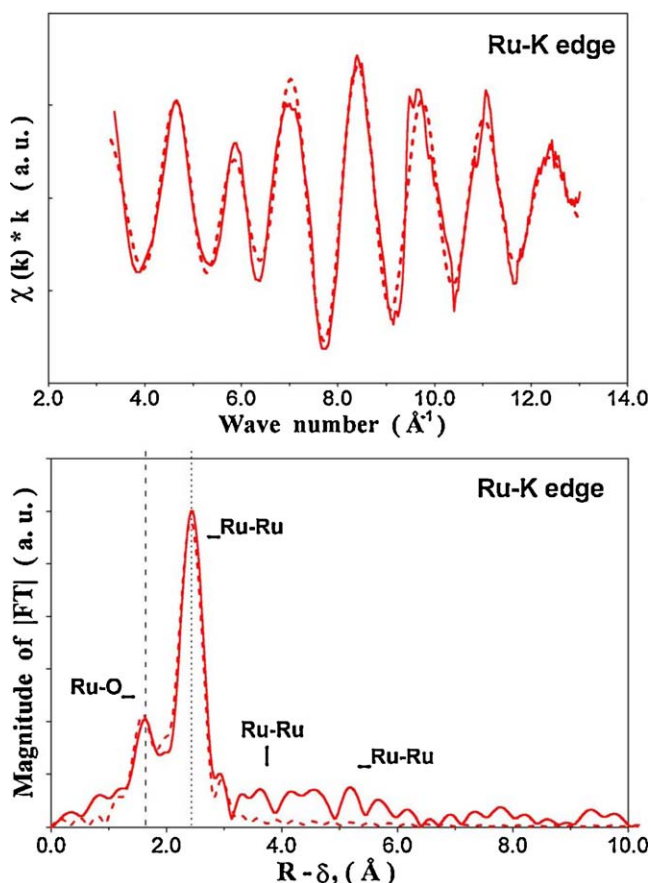 Ru-K edge
χ(k)*k (a.u.)
2.0 4.0 6.0 8.0 10.0 12.0 14.0
Wave number (Å⁻¹)
Ru-K edge
Ru-Ru
Ru-O
Ru-Ru
Ru-Ru
Magnitude of |FT| (a.u.)
0.0 2.0 4.0 6.0 8.0 10.0
R-δ, (Å)